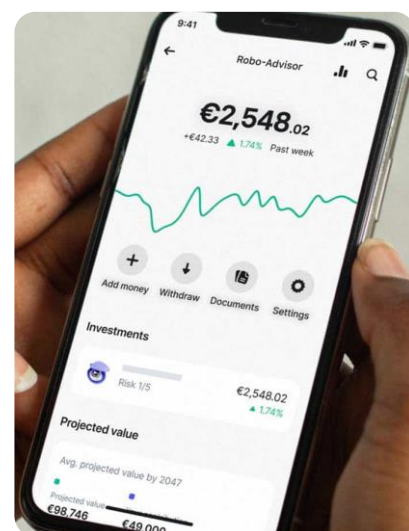 9:41
Robo-Advisor
€2,548.02
+€42.33 ▲ 1.74% Past week
Add money Withdraw Documents Settings
Investments
Risk 1/5
€2,548.02
▲ 1.74%
Projected value
Avg. projected value by 2047
Projected value
€98,746 €49,000